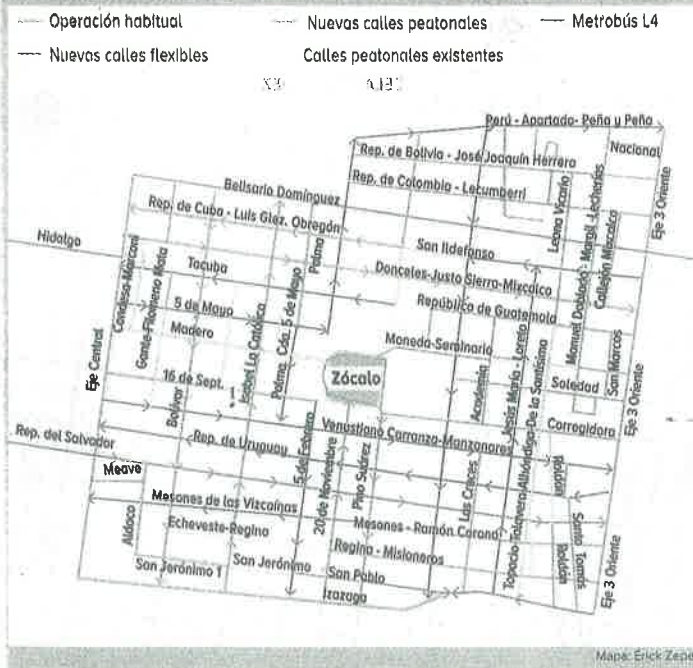 Operación habitual
Nuevas calles peatonales
Metrobús L4
Nuevas calles flexibles
Calles peatonales existentes
Perú - Apartado- Peña y Peña
Nacional
Rep. de Bolivia - José Joaquín Herrera
Rep. de Colombia - Lecumberri
Belisario Domínguez
Rep. de Cuba - Luis Glez. Obregón
Leona Vicario
Manuel Doblado - Margil -Lecherías
Callejón Mixcalco
Eje 3 Oriente
Hidalgo
Condesa-Marconi
Gante-Filomeno Mata
Tacuba
Palma
San Ildefonso
Donceles-Justo Sierra-Mixcalco
República de Guatemala
5 de Mayo
Madero
Isabel La Católica
Palma, Cda. 5 de Mayo
Moneda-Seminario
Zócalo
Academia
Jesús María - Loreto
Alhóndiga-De la Santísima
San Marcos
Soledad
Eje Central
16 de Sept.
Bolívar
Corregidora
Eje 3 Oriente
Rep. del Salvador
Rep. de Uruguay
Venustiano Carranza-Manzanares
5 de Febrero
20 de Noviembre
Pino Suárez
Las Cruces
Topacio Talavera
Roldán
Meave
Mesones de las Vizcaínas
Aldaco
Echeveste-Regina
Mesones - Ramón Corona
Regina - Misioneros
Santo Tomás
Roldán
San Jerónimo 1
San Jerónimo
San Pablo
Izazaga
Eje 3 Oriente
Mapa: Erick Zepe